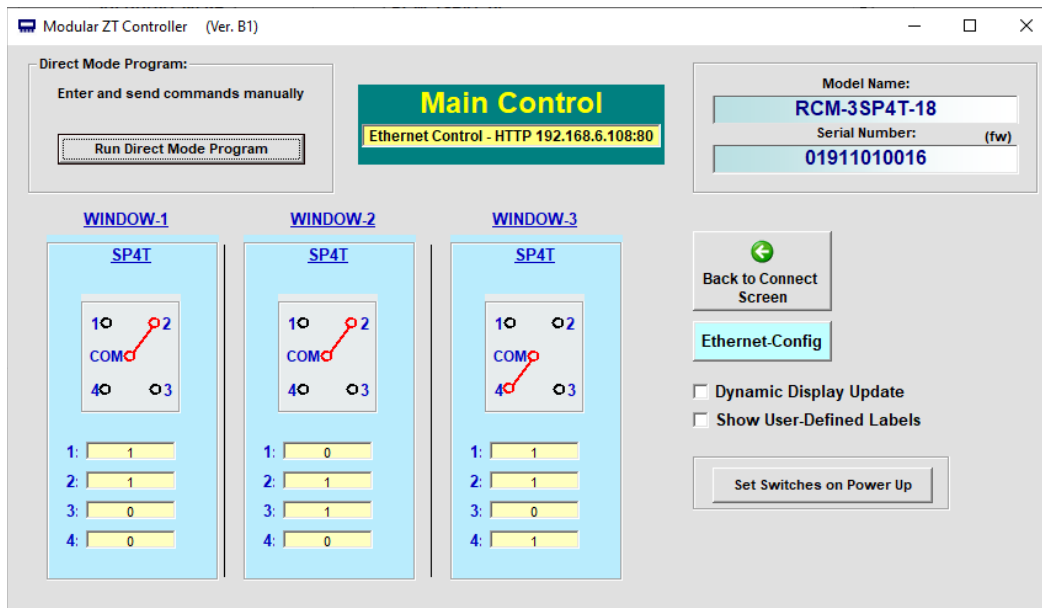 Modular ZT Controller (Ver. B1)
Direct Mode Program:
Enter and send commands manually
Run Direct Mode Program
Main Control
Ethernet Control - HTTP 192.168.6.108:80
Model Name:
RCM-3SP4T-18
Serial Number:
(fw)
01911010016
WINDOW-1
SP4T
1 2
COM
4 3
1: 1
2: 1
3: 0
4: 0
WINDOW-2
SP4T
1 2
COM
4 3
1: 0
2: 1
3: 1
4: 0
WINDOW-3
SP4T
1 2
COM
4 3
1: 1
2: 1
3: 0
4: 1
Back to Connect
Screen
Ethernet-Config
Dynamic Display Update
Show User-Defined Labels
Set Switches on Power Up